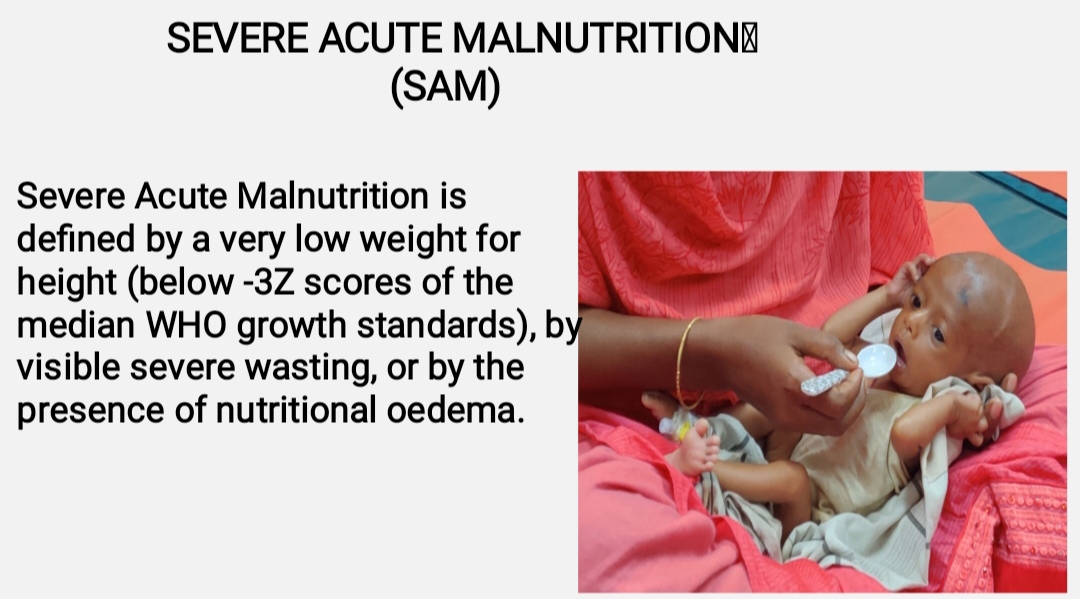 SEVERE ACUTE MALNUTRITION
(SAM)
Severe Acute Malnutrition is
defined by a very low weight for
height (below -3Z scores of the
median WHO growth standards), by
visible severe wasting, or by the
presence of nutritional oedema.